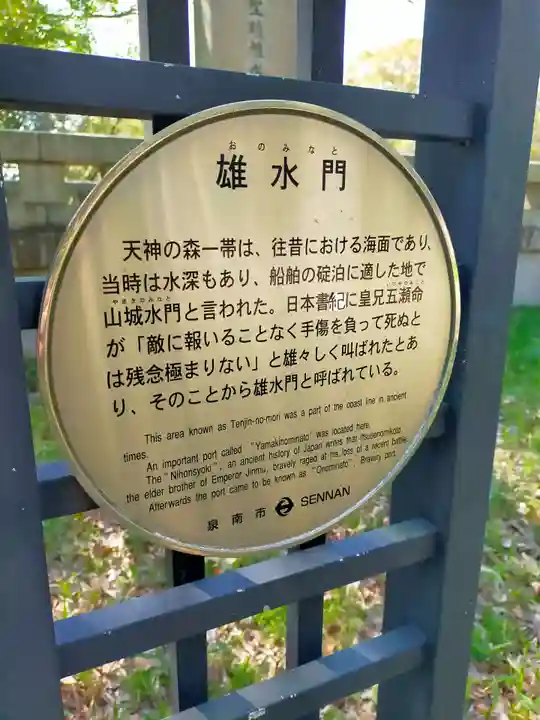 おのみなと
雄水門
天神の森一帯は、往昔における海面であり、
当時は水深もあり、船舶の碇泊に適した地で
やまきのみなと
山城水門と言われた。日本書紀に皇兄五瀬命
が「敵に報いることなく手傷を負って死ぬと
は残念極まりない」と雄々しく叫ばれたとあ
り、そのことから雄水門と呼ばれている。
This area known as Tenjin-no-mori was a part of the coast line in ancient
times.
An important port called "Yamakinominato" was located here.
The "Nihonsyoki", an ancient history of Japan writes that Itsusenomikoto
the elder brother of Emperor Jinmu, bravely raged at his loss of a recent battle.
Afterwards the port came to be known as "Onominato", Bravery port.
泉南市 SENNAN